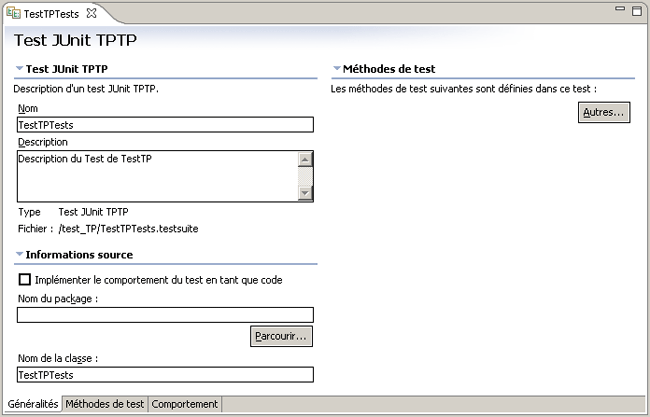 TestTPTests
Test JUnit TPTP
Test JUnit TPTP
Description d'un test JUnit TPTP.
Nom
TestTPTests
Description
Description du Test de TestTP
Type Test JUnit TPTP
Fichier : /test_TP/TestTPTests.testsuite
Informations source
Implémenter le comportement du test en tant que code
Nom du package :
Parcourir...
Nom de la classe :
TestTPTests
Méthodes de test
Les méthodes de test suivantes sont définies dans ce test :
Autres...
Généralités Méthodes de test Comportement